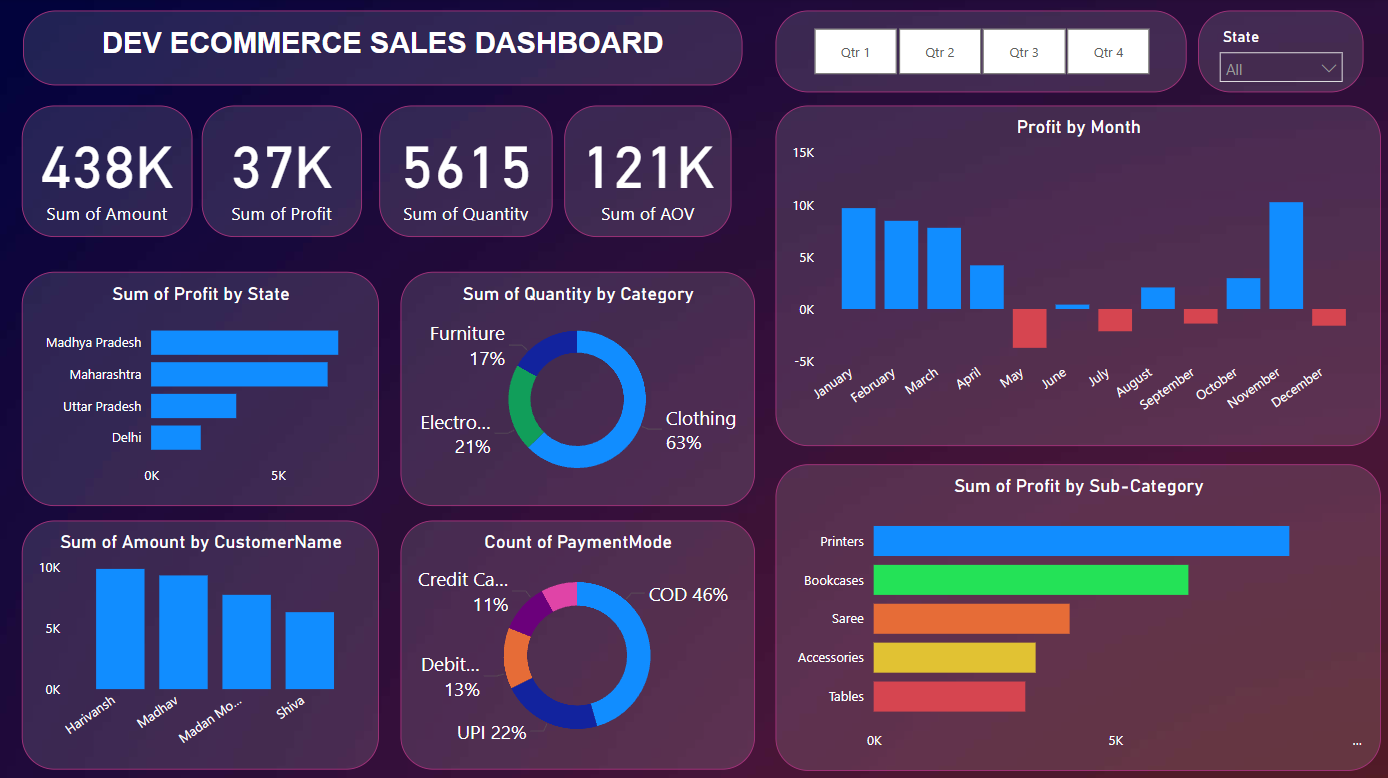 DEV ECOMMERCE SALES DASHBOARD
Qtr 1
Qtr 2
Qtr 3
Qtr 4
State
All
438K
Sum of Amount
37K
Sum of Profit
5615
Sum of Quantity
121K
Sum of AOV
Profit by Month
15K
10K
5K
0K
-5K
January
February
March
April
May
June
July
August
September
October
November
December
Sum of Profit by State
Madhya Pradesh
Maharashtra
Uttar Pradesh
Delhi
0K
5K
Sum of Quantity by Category
Furniture
17%
Electro...
21%
Clothing
63%
Sum of Amount by CustomerName
10K
5K
0K
Harivansh
Madhav
Madan Mo...
Shiva
Count of PaymentMode
Credit Ca...
11%
COD 46%
Debit...
13%
UPI 22%
Sum of Profit by Sub-Category
Printers
Bookcases
Saree
Accessories
Tables
0K
5K
...